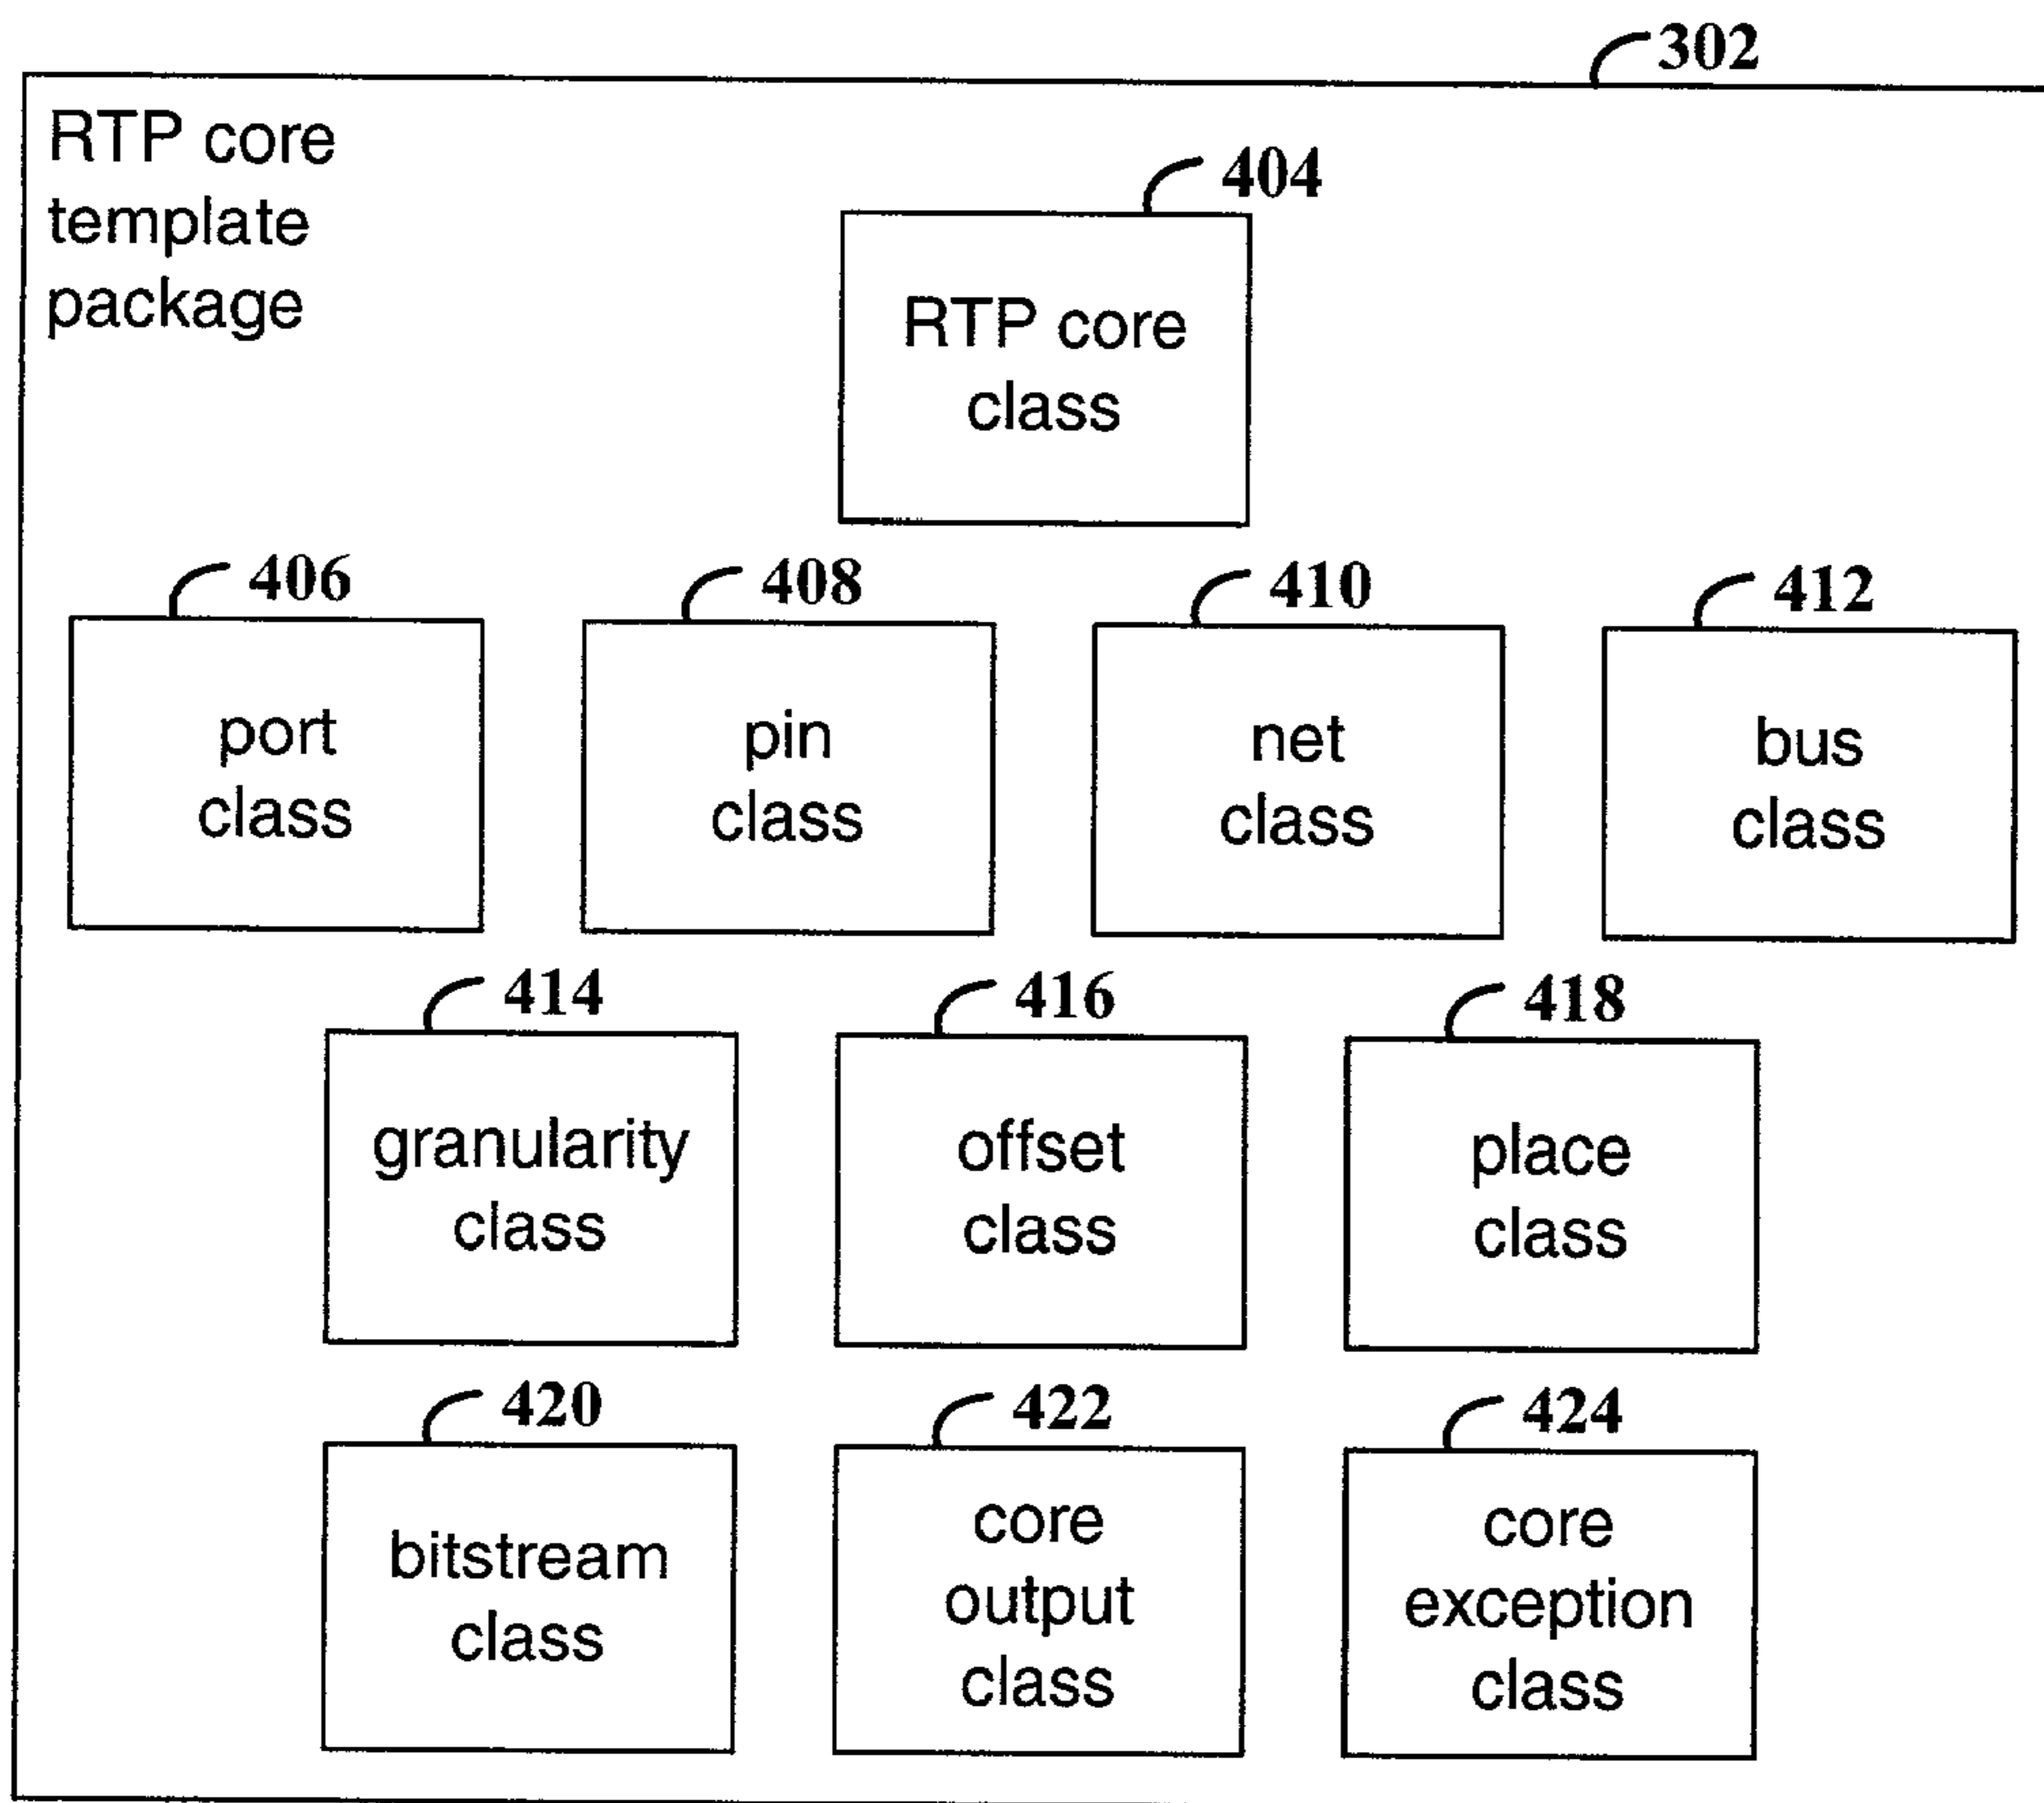 302
RTP core
template
package
404
RTP core
class
406
408
410
412
port
class
pin
class
net
class
bus
class
414
416
418
granularity
class
offset
class
place
class
420
422
424
bitstream
class
core
output
class
core
exception
class